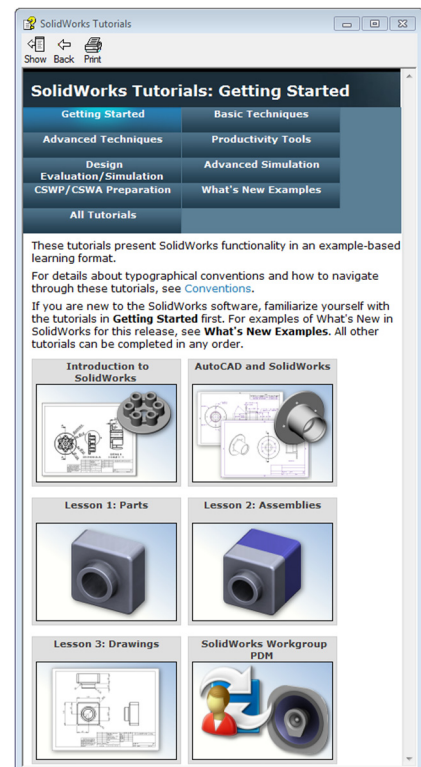 SolidWorks Tutorials
Show Back Print
SolidWorks Tutorials: Getting Started
Getting Started
Basic Techniques
Advanced Techniques
Productivity Tools
Design
Evaluation/Simulation
Advanced Simulation
CSWP/CSWA Preparation
What's New Examples
All Tutorials
These tutorials present SolidWorks functionality in an example-based
learning format.
For details about typographical conventions and how to navigate
through these tutorials, see Conventions.
If you are new to the SolidWorks software, familiarize yourself with
the tutorials in Getting Started first. For examples of What's New in
SolidWorks for this release, see What's New Examples. All other
tutorials can be completed in any order.
Introduction to
SolidWorks
AutoCAD and SolidWorks
Lesson 1: Parts
Lesson 2: Assemblies
Lesson 3: Drawings
SolidWorks Workgroup
PDM